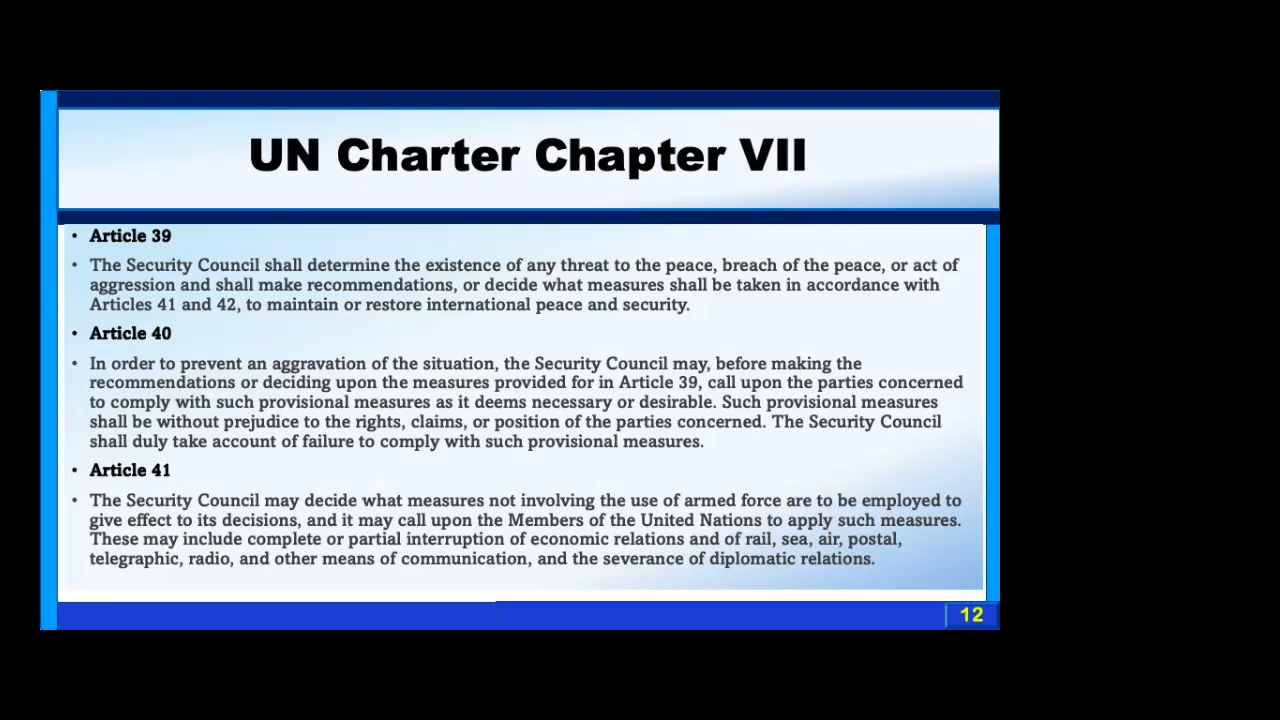 UN Charter Chapter VII
• Article 39
• The Security Council shall determine the existence of any threat to the peace, breach of the peace, or act of
aggression and shall make recommendations, or decide what measures shall be taken in accordance with
Articles 41 and 42, to maintain or restore international peace and security.
• Article 40
• In order to prevent an aggravation of the situation, the Security Council may, before making the
recommendations or deciding upon the measures provided for in Article 39, call upon the parties concerned
to comply with such provisional measures as it deems necessary or desirable. Such provisional measures
shall be without prejudice to the rights, claims, or position of the parties concerned. The Security Council
shall duly take account of failure to comply with such provisional measures.
• Article 41
• The Security Council may decide what measures not involving the use of armed force are to be employed to
give effect to its decisions, and it may call upon the Members of the United Nations to apply such measures.
These may include complete or partial interruption of economic relations and of rail, sea, air, postal,
telegraphic, radio, and other means of communication, and the severance of diplomatic relations.
12